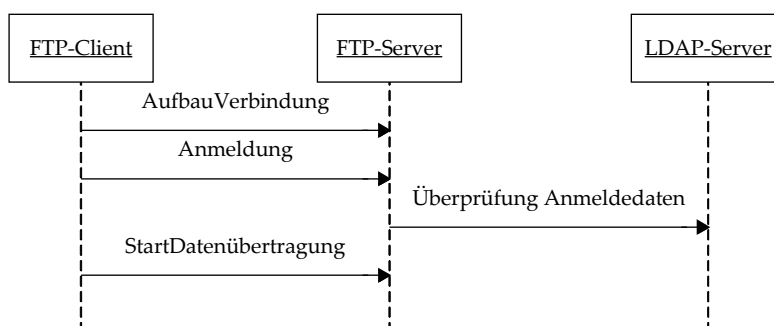 FTP-Client
FTP-Server
LDAP-Server
AufbauVerbindung
Anmeldung
Überprüfung Anmeldedaten
StartDatenübertragung